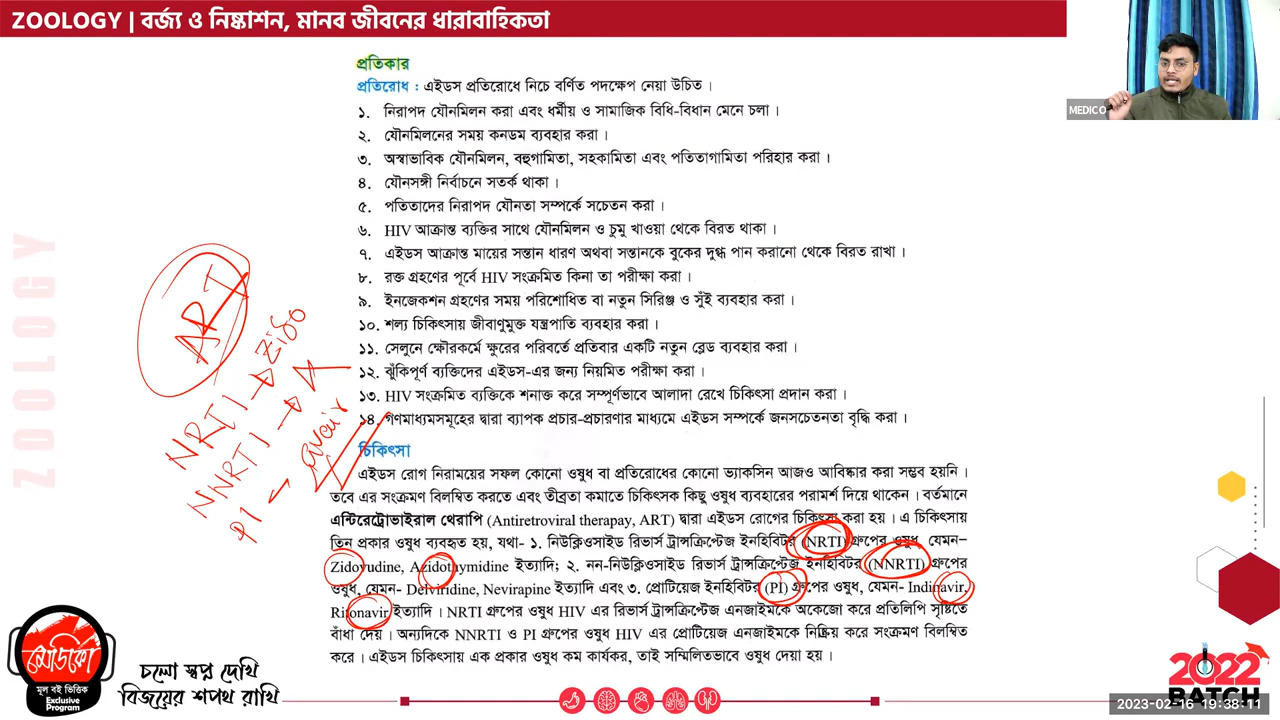 ZOOLOGY | বর্জ্য ও নিষ্কাশন, মানব জীবনের ধারাবাহিকতা
MEDICO
প্রতিকার
প্রতিরোধ : এইডস প্রতিরোধে নিচে বর্ণিত পদক্ষেপ নেয়া উচিত।
১. নিরাপদ যৌনমিলন করা এবং ধর্মীয় ও সামাজিক বিধি-বিধান মেনে চলা।
২. যৌনমিলনের সময় কনডম ব্যবহার করা।
৩. অস্বাভাবিক যৌনমিলন, বহুগামিতা, সহকামিতা এবং পতিতাগামিতা পরিহার করা।
৪. যৌনসঙ্গী নির্বাচনে সতর্ক থাকা।
৫. পতিতাদের নিরাপদ যৌনতা সম্পর্কে সচেতন করা।
৬. HIV আক্রান্ত ব্যক্তির সাথে যৌনমিলন ও চুমু খাওয়া থেকে বিরত থাকা।
৭. এইডস আক্রান্ত মায়ের সন্তান ধারণ অথবা সন্তানকে বুকের দুগ্ধ পান করানো থেকে বিরত রাখা।
৮. রক্ত গ্রহণের পূর্বে HIV সংক্রমিত কিনা তা পরীক্ষা করা।
৯. ইনজেকশন গ্রহণের সময় পরিশোধিত বা নতুন সিরিঞ্জ ও সুঁই ব্যবহার করা।
১০. শল্য চিকিৎসায় জীবাণুমুক্ত যন্ত্রপাতি ব্যবহার করা।
১১. সেলুনে ক্ষৌরকর্মে ক্ষুরের পরিবর্তে প্রতিবার একটি নতুন ব্লেড ব্যবহার করা।
১২. ঝুঁকিপূর্ণ ব্যক্তিদের এইডস-এর জন্য নিয়মিত পরীক্ষা করা।
১৩. HIV সংক্রমিত ব্যক্তিকে শনাক্ত করে সম্পূর্ণভাবে আলাদা রেখে চিকিৎসা প্রদান করা।
১৪. গণমাধ্যমসমূহের দ্বারা ব্যাপক প্রচার-প্রচারণার মাধ্যমে এইডস সম্পর্কে জনসচেতনতা বৃদ্ধি করা।
চিকিৎসা
এইডস রোগ নিরাময়ের সফল কোনো ওষুধ বা প্রতিরোধের কোনো ভ্যাকসিন আজও আবিষ্কার করা সম্ভব হয়নি।
তবে এর সংক্রমণ বিলম্বিত করতে এবং তীব্রতা কমাতে চিকিৎসক কিছু ওষুধ ব্যবহারের পরামর্শ দিয়ে থাকেন। বর্তমানে
এন্টিরেট্রোভাইরাল থেরাপি (Antiretroviral therapay, ART) দ্বারা এইডস রোগের চিকিৎসা করা হয়। এ চিকিৎসায়
তিন প্রকার ওষুধ ব্যবহৃত হয়, যথা- ১. নিউক্লিওসাইড রিভার্স ট্রান্সক্রিপ্টেজ ইনহিবিটর (NRTI) গ্রুপের ওষুধ, যেমন–
Zidovudine, Azidothymidine ইত্যাদি; ২. নন-নিউক্লিওসাইড রিভার্স ট্রান্সক্রিপ্টেজ ইনহিবিটর (NNRTI) গ্রুপের
ওষুধ, যেমন- Delviridine, Nevirapine ইত্যাদি এবং ৩. প্রোটিয়েজ ইনহিবিটর (PI) গ্রুপের ওষুধ, যেমন- Indinavir,
Ritonavir ইত্যাদি। NRTI গ্রুপের ওষুধ HIV এর রিভার্স ট্রান্সক্রিপ্টেজ এনজাইমকে অকেজো করে প্রতিলিপি সৃষ্টিতে
বাঁধা দেয়। অন্যদিকে NNRTI ও PI গ্রুপের ওষুধ HIV এর প্রোটিয়েজ এনজাইমকে নিষ্ক্রিয় করে সংক্রমণ বিলম্বিত
করে। এইডস চিকিৎসায় এক প্রকার ওষুধ কম কার্যকর, তাই সম্মিলিতভাবে ওষুধ দেয়া হয়।
ART
NRTI → Zido
NNRTI →
PI -
ZOOLOGY
মেডিকো
মূল বই ভিত্তিক
Exclusive
Program
চলো স্বপ্ন দেখি
বিজয়ের শপথ রাখি
2022
BATCH
2023-02-16 19:38:11